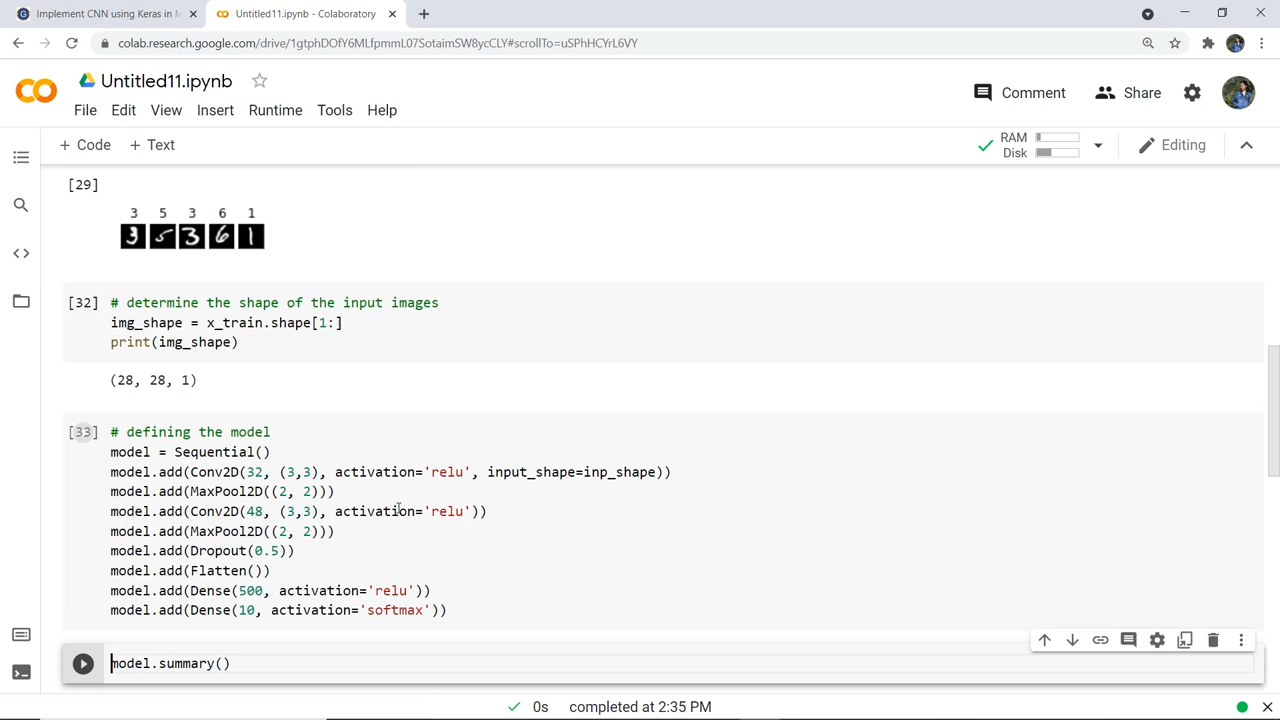 Implement CNN using Keras in M
Untitled11.ipynb - Colaboratory
colab.research.google.com/drive/1gtphDOfY6MLfpmmL07SotaimSW8ycCLY#scrollTo=uSPhHCYrL6VY
Untitled11.ipynb
Comment
Share
File Edit View Insert Runtime Tools Help
+ Code + Text
RAM
Disk
Editing
[29]
3 5 3 6 1
3 5 3 6 1
[32] # determine the shape of the input images
img_shape = x_train.shape[1:]
print(img_shape)
(28, 28, 1)
[33] # defining the model
model = Sequential()
model.add(Conv2D(32, (3,3), activation='relu', input_shape=inp_shape))
model.add(MaxPool2D((2, 2)))
model.add(Conv2D(48, (3,3), activation='relu'))
model.add(MaxPool2D((2, 2)))
model.add(Dropout(0.5))
model.add(Flatten())
model.add(Dense(500, activation='relu'))
model.add(Dense(10, activation='softmax'))
model.summary()
0s completed at 2:35 PM